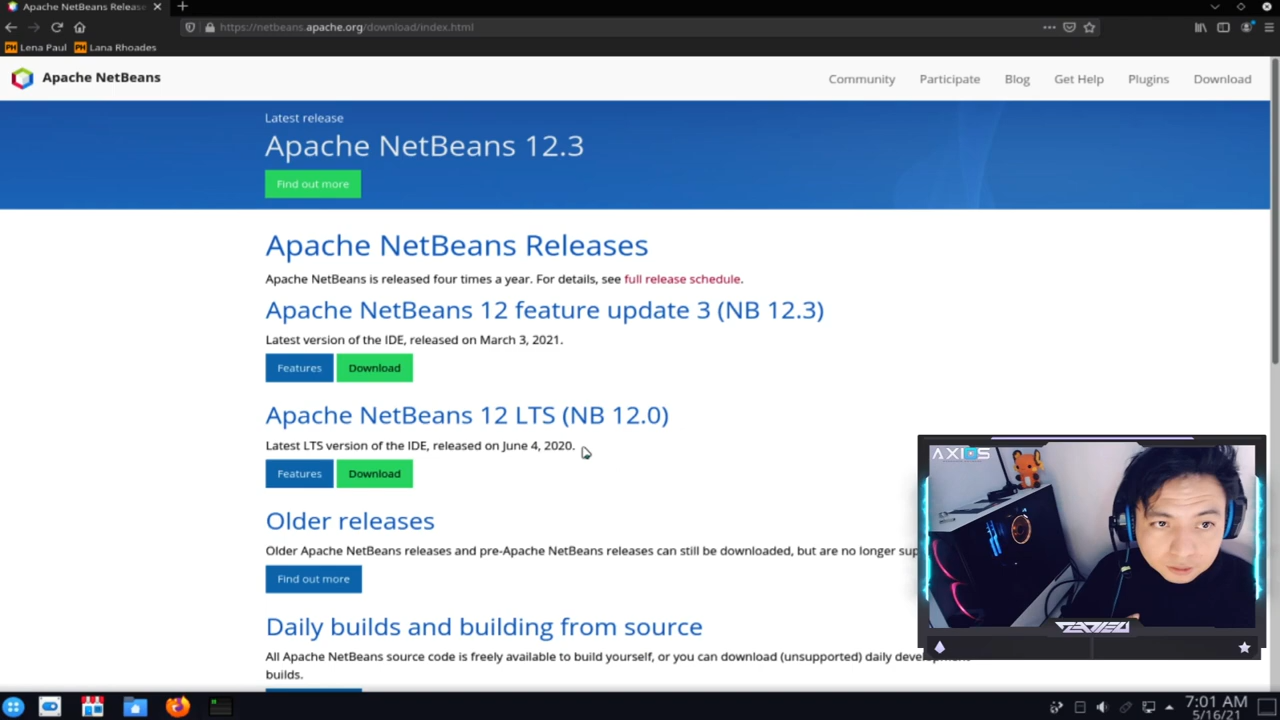 Apache NetBeans Release
https://netbeans.apache.org/download/index.html
PH Lena Paul PH Lana Rhoades
Apache NetBeans
Community Participate Blog Get Help Plugins Download
Latest release
Apache NetBeans 12.3
Find out more
Apache NetBeans Releases
Apache NetBeans is released four times a year. For details, see full release schedule.
Apache NetBeans 12 feature update 3 (NB 12.3)
Latest version of the IDE, released on March 3, 2021.
Features Download
Apache NetBeans 12 LTS (NB 12.0)
Latest LTS version of the IDE, released on June 4, 2020.
Features Download
Older releases
Older Apache NetBeans releases and pre-Apache NetBeans releases can still be downloaded, but are no longer sup
Find out more
Daily builds and building from source
All Apache NetBeans source code is freely available to build yourself, or you can download (unsupported) daily
builds.
AXIOS
7:01 AM
5/16/21